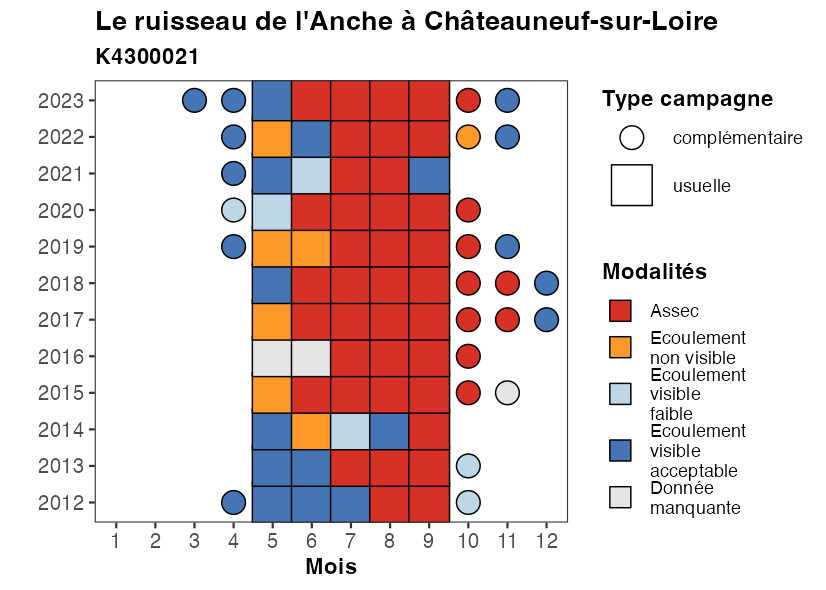 Le ruisseau de l'Anche à Châteauneuf-sur-Loire
K4300021
2023
2022
2021
2020
2019
2018
2017
2016
2015
2014
2013
2012
1 2 3 4 5 6 7 8 9 10 11 12
Mois
Type campagne
complémentaire
usuelle
Modalités
Assec
Ecoulement
non visible
Ecoulement
visible
faible
Ecoulement
visible
acceptable
Donnée
manquante